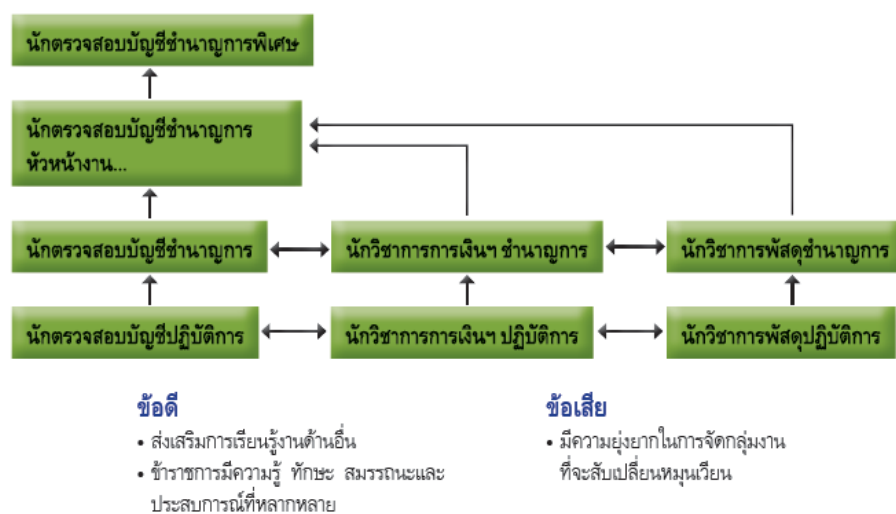 นักตรวจสอบบัญชีชำนาญการพิเศษ
นักตรวจสอบบัญชีชำนาญการ
หัวหน้างาน...
นักตรวจสอบบัญชีชำนาญการ
นักวิชาการการเงินฯ ชำนาญการ
นักวิชาการพัสดุชำนาญการ
นักตรวจสอบบัญชีปฏิบัติการ
นักวิชาการการเงินฯ ปฏิบัติการ
นักวิชาการพัสดุปฏิบัติการ
ข้อดี
• ส่งเสริมการเรียนรู้งานด้านอื่น
• ข้าราชการมีความรู้ ทักษะ สมรรถนะและ
ประสบการณ์ที่หลากหลาย
ข้อเสีย
• มีความยุ่งยากในการจัดกลุ่มงาน
ที่จะสับเปลี่ยนหมุนเวียน